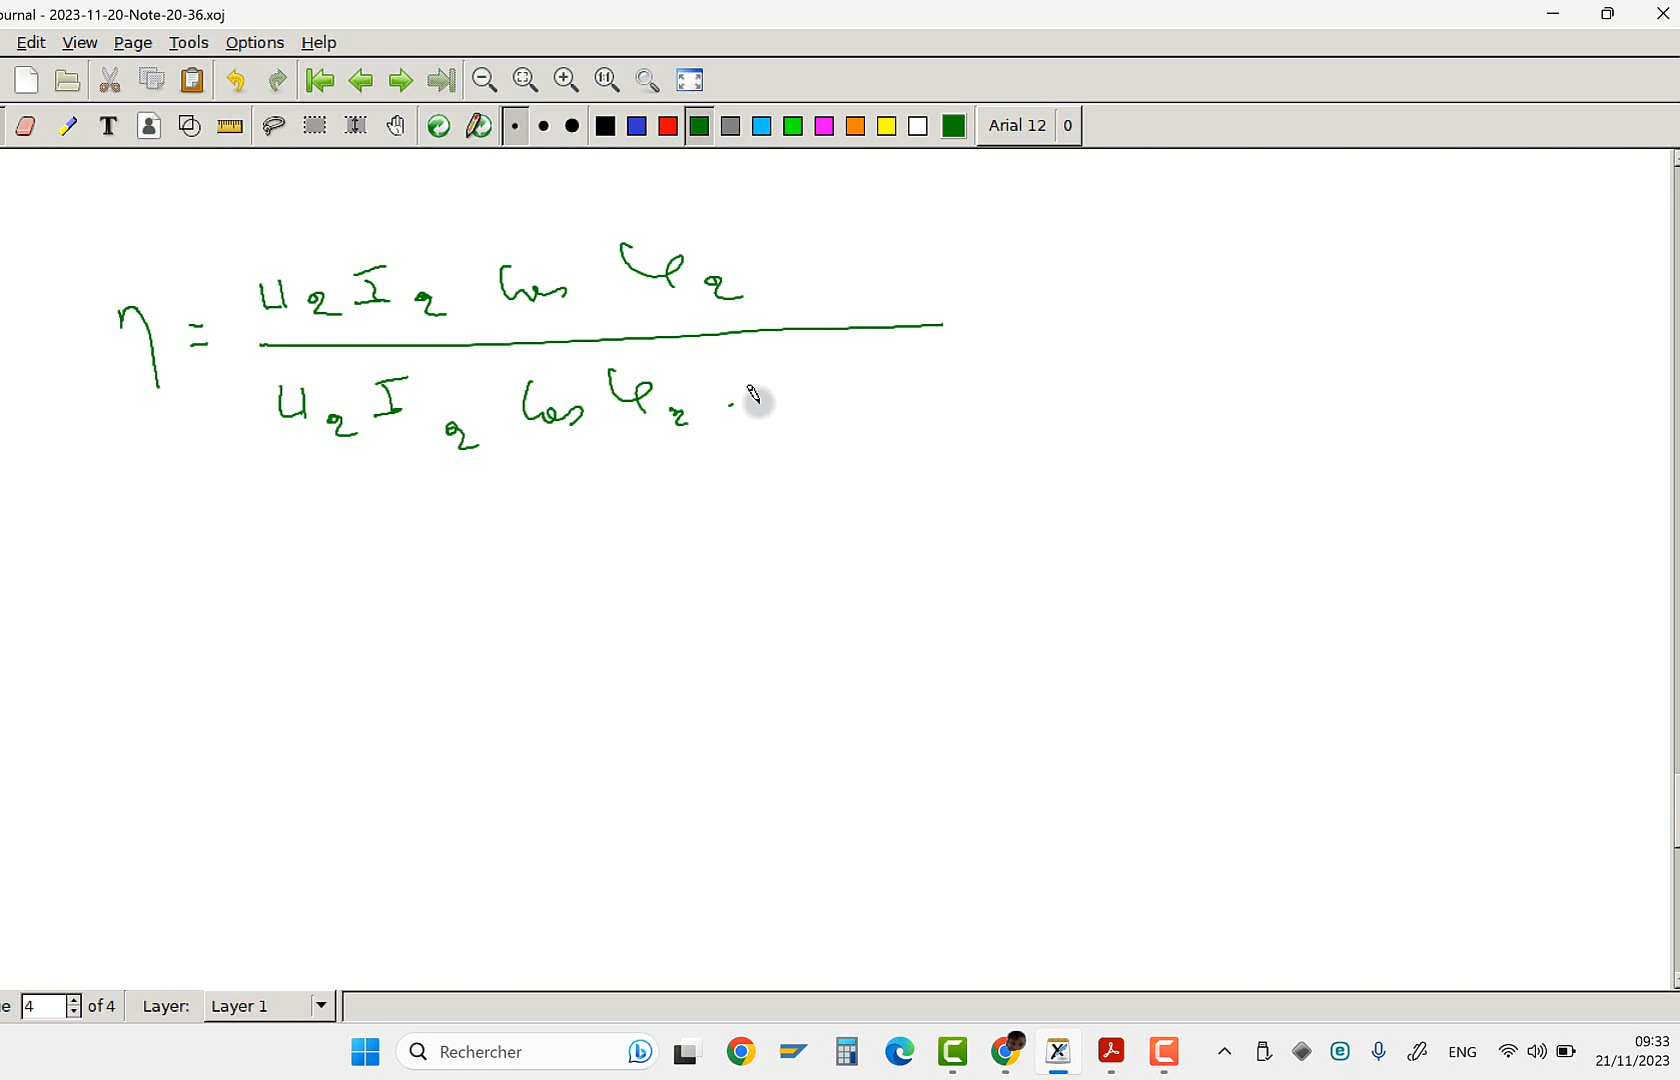 ournal - 2023-11-20-Note-20-36.xoj
Edit View Page Tools Options Help
Arial 12 0
η = U₂ I₂ Cos φ₂
U₂ I₂ Cos φ₂ .
e 4 of 4 Layer: Layer 1
Rechercher
ENG
09:33
21/11/2023